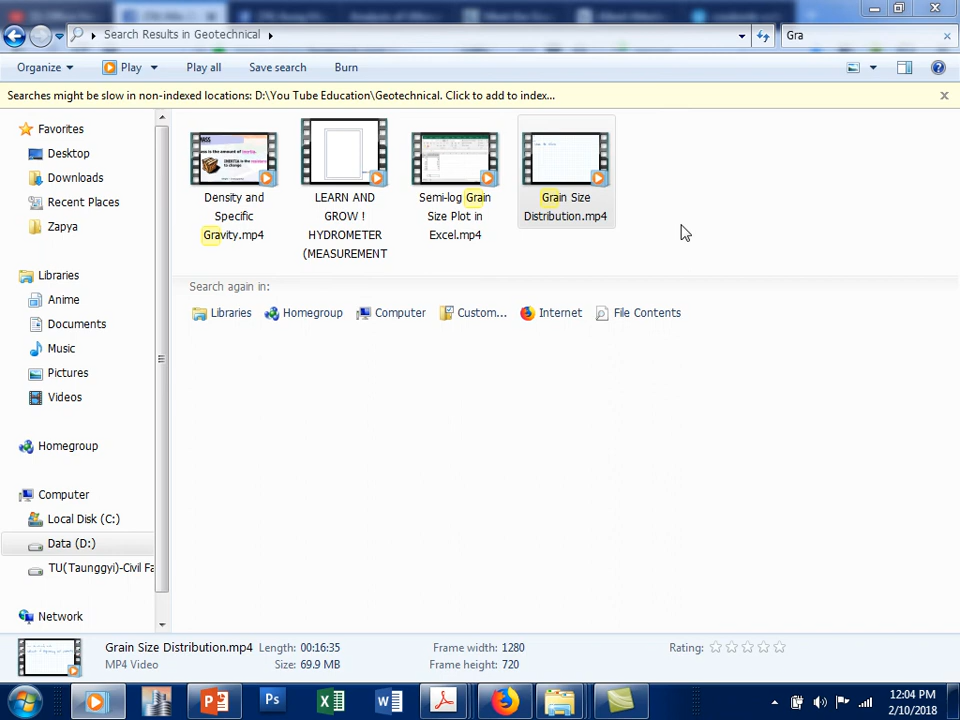 Search Results in Geotechnical
Gra
Organize
Play
Play all
Save search
Burn
Searches might be slow in non-indexed locations: D:\You Tube Education\Geotechnical. Click to add to index...
Favorites
Desktop
Downloads
Recent Places
Zapya
Libraries
Anime
Documents
Music
Pictures
Videos
Homegroup
Computer
Local Disk (C:)
Data (D:)
TU(Taunggyi)-Civil Fa
Network
Density and
Specific
Gravity.mp4
LEARN AND
GROW !
HYDROMETER
(MEASUREMENT
Semi-log Grain
Size Plot in
Excel.mp4
Grain Size
Distribution.mp4
Search again in:
Libraries
Homegroup
Computer
Custom...
Internet
File Contents
Grain Size Distribution.mp4
MP4 Video
Length: 00:16:35
Size: 69.9 MB
Frame width: 1280
Frame height: 720
Rating:
12:04 PM
2/10/2018